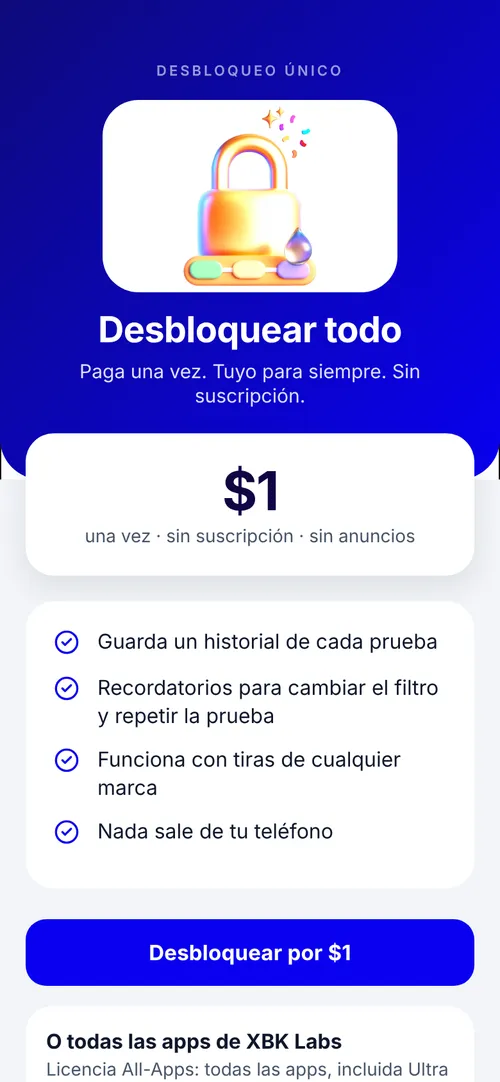 DESBLOQUEO ÚNICO
Desbloquear todo
Paga una vez. Tuyo para siempre. Sin
suscripción.
$1
una vez · sin suscripción · sin anuncios
Guarda un historial de cada prueba
Recordatorios para cambiar el filtro
y repetir la prueba
Funciona con tiras de cualquier
marca
Nada sale de tu teléfono
Desbloquear por $1
O todas las apps de XBK Labs
Licencia All-Apps: todas las apps, incluida Ultra